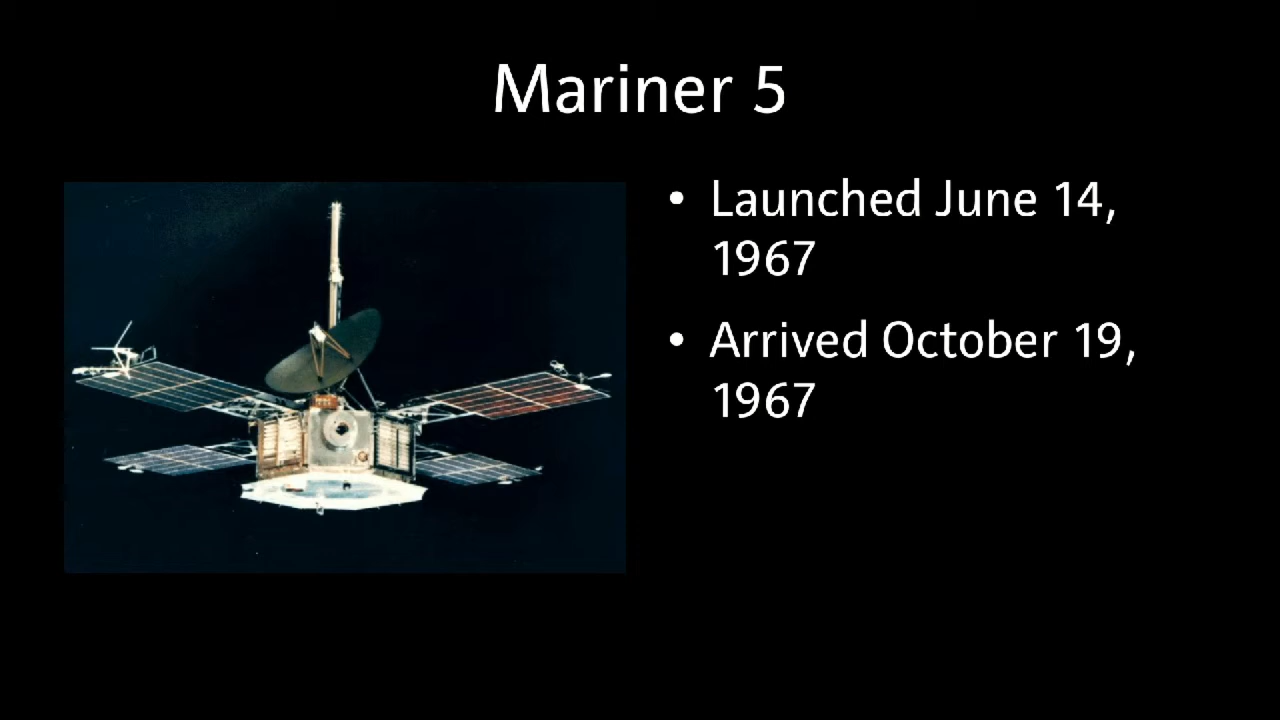 Mariner 5
• Launched June 14,
1967
• Arrived October 19,
1967